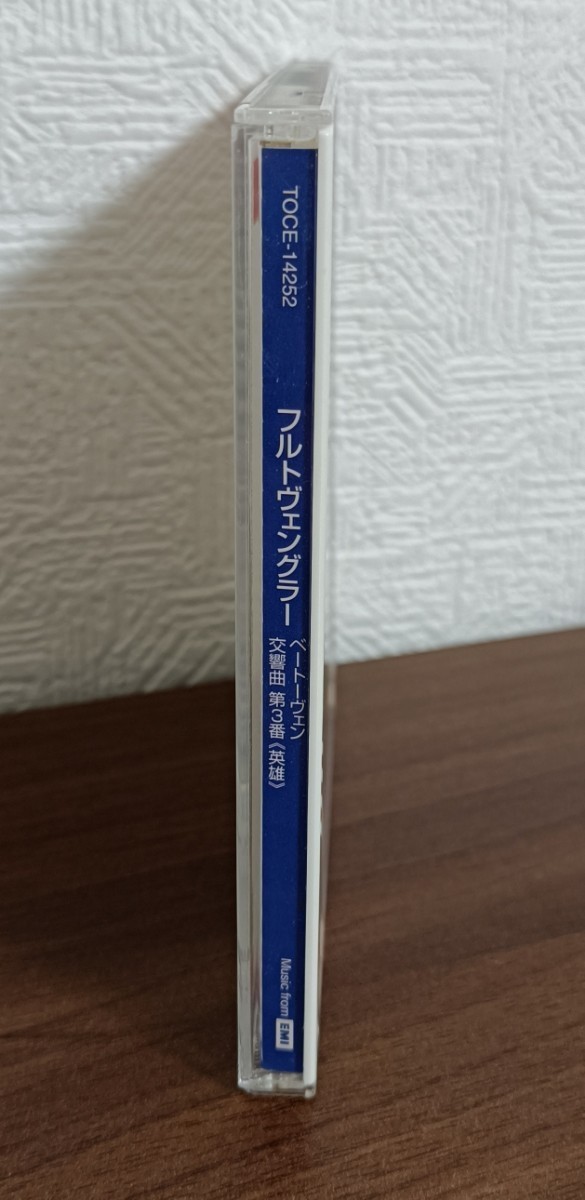 TOCE-14252
フルトヴェングラー
ベートーヴェン
交響曲 第3番《英雄》
Music from EMI